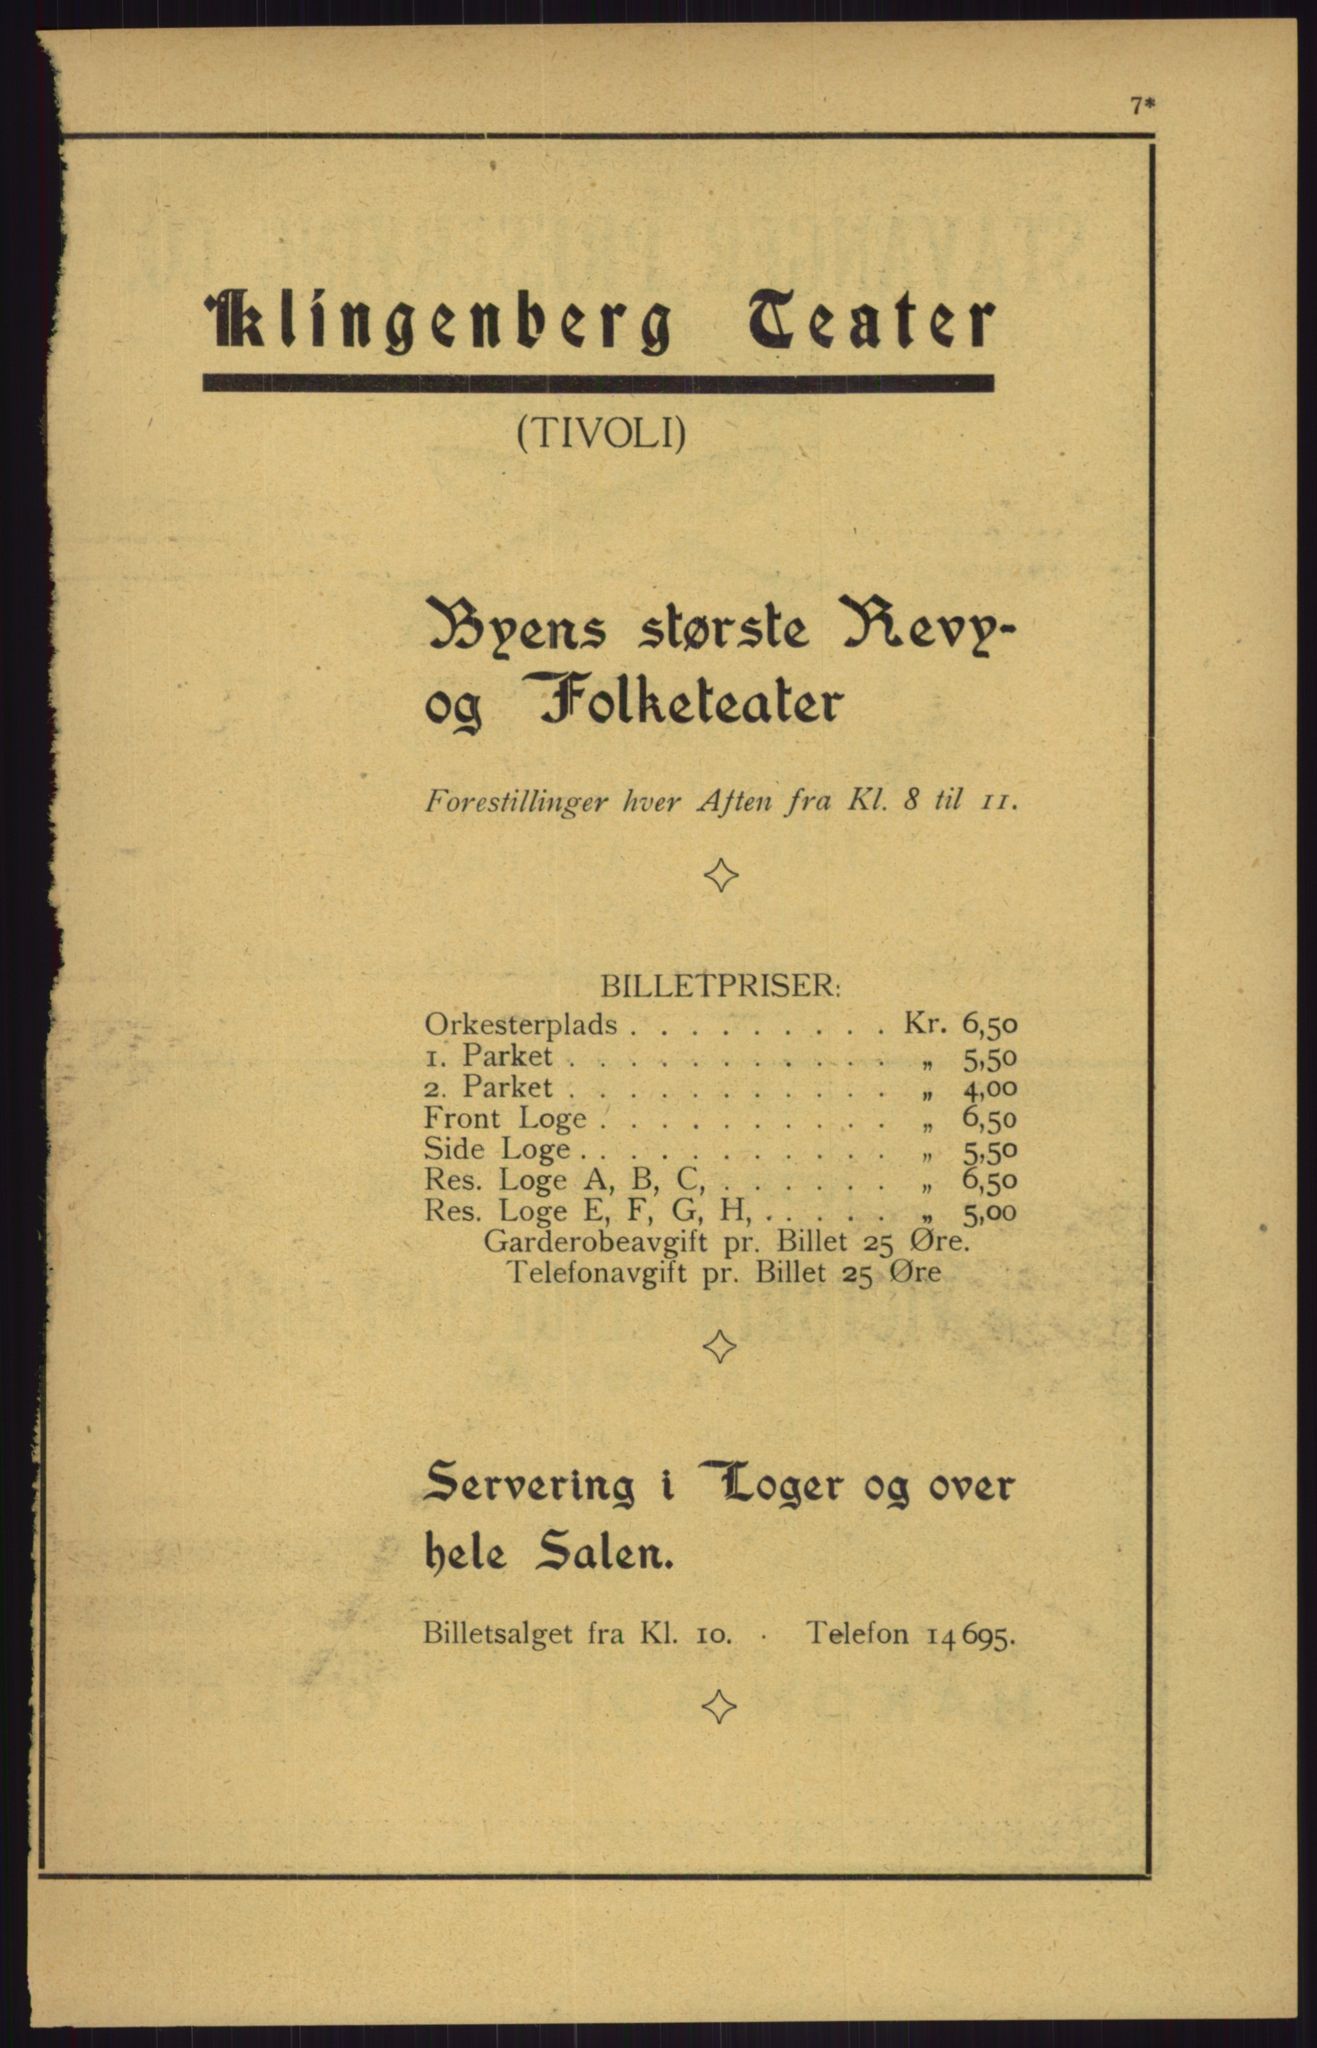 7*
Klingenberg Teater
(TIVOLI)
Byens største Revy-
og Folketeater
Forestillinger hver Aften fra Kl. 8 til 11.
BILLETPRISER:
Orkesterplads . . . . . . . . . Kr. 6,50
1. Parket . . . . . . . . . . . „ 5,50
2. Parket . . . . . . . . . . . „ 4,00
Front Loge . . . . . . . . . . „ 6,50
Side Loge . . . . . . . . . . . „ 5,50
Res. Loge A, B, C, . . . . . . „ 6,50
Res. Loge E, F, G, H, . . . . . „ 5,00
Garderobeavgift pr. Billet 25 Øre.
Telefonavgift pr. Billet 25 Øre
Servering i Loger og over
hele Salen.
Billetsalget fra Kl. 10. · Telefon 14695.